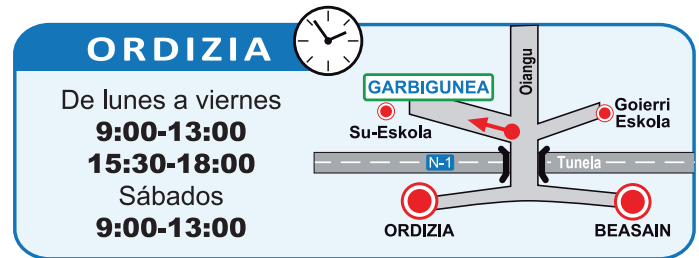 ORDIZIA
De lunes a viernes
9:00-13:00
15:30-18:00
Sábados
9:00-13:00
Oiangu
GARBIGUNEA
Su-Eskola
Goierri
Eskola
N-1
Tunela
ORDIZIA
BEASAIN